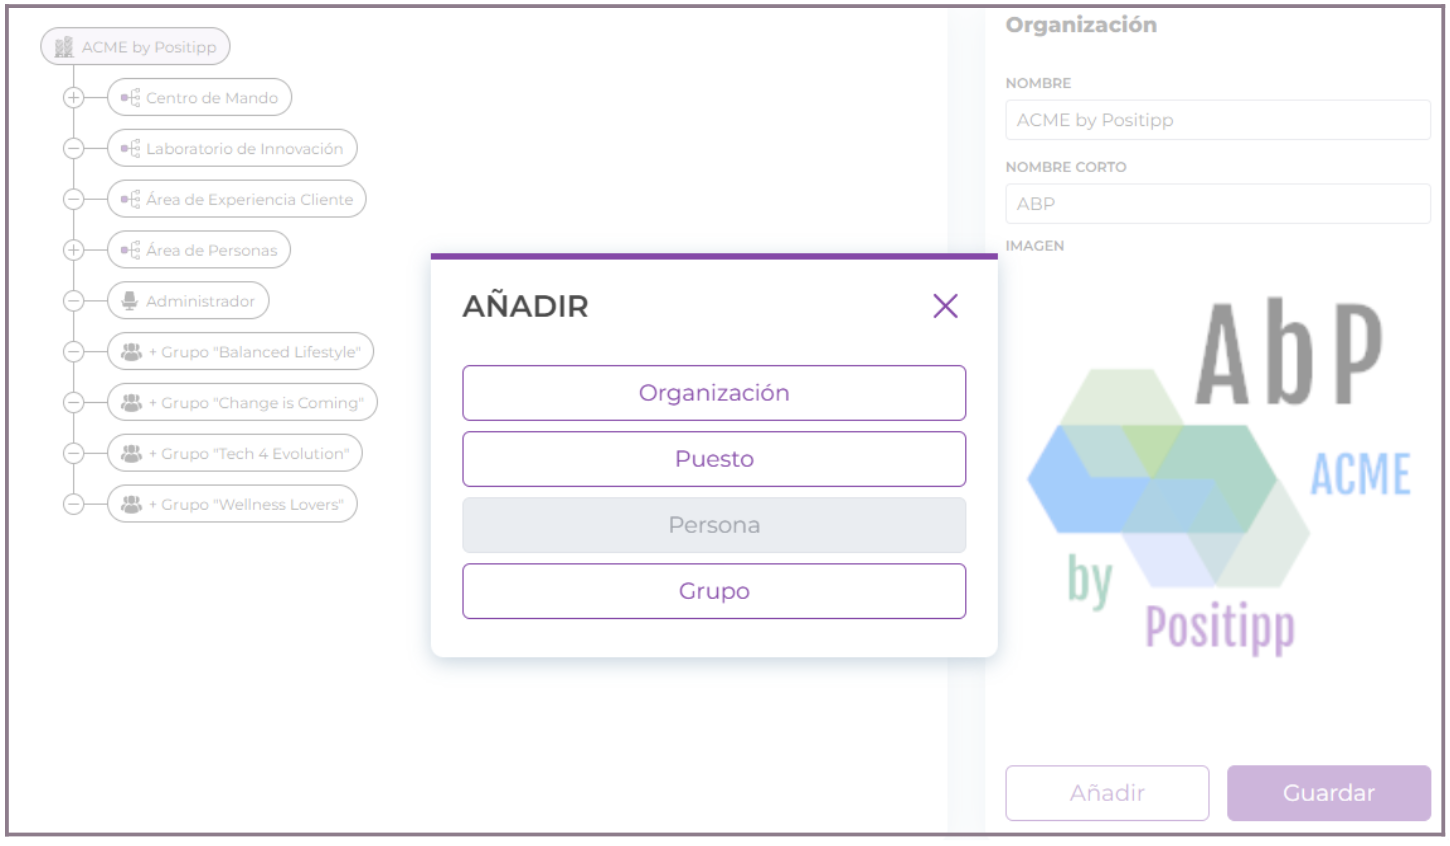 ACME by Positipp
Centro de Mando
Laboratorio de Innovación
Área de Experiencia Cliente
Área de Personas
Administrador
+ Grupo "Balanced Lifestyle"
+ Grupo "Change is Coming"
+ Grupo "Tech 4 Evolution"
+ Grupo "Wellness Lovers"
AÑADIR
Organización
Puesto
Persona
Grupo
Organización
NOMBRE
ACME by Positipp
NOMBRE CORTO
ABP
IMAGEN
AbP
ACME
by
Positipp
Añadir
Guardar